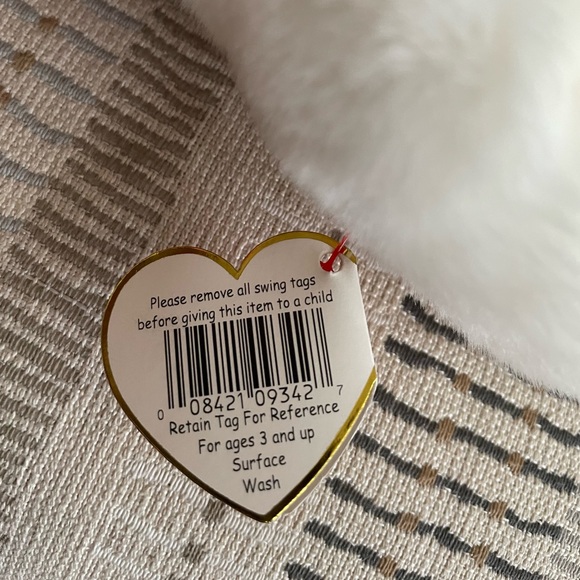 Please remove all swing tags
before giving this item to a child
0 08421 09342 7
Retain Tag For Reference
For ages 3 and up
Surface
Wash